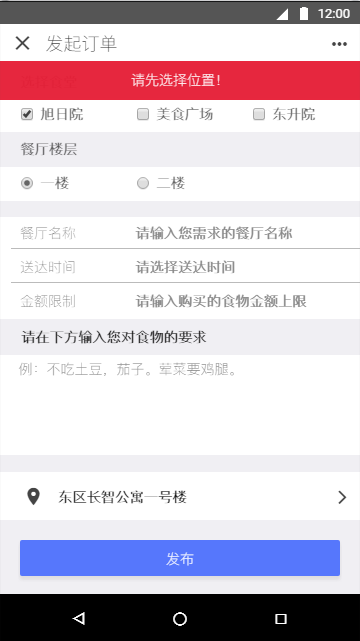 12:00
发起订单
请先选择位置！
旭日院 美食广场 东升院
餐厅楼层
一楼 二楼
餐厅名称 请输入您需求的餐厅名称
送达时间 请选择送达时间
金额限制 请输入购买的食物金额上限
请在下方输入您对食物的要求
例：不吃土豆，茄子。荤菜要鸡腿。
东区长智公寓一号楼
发布